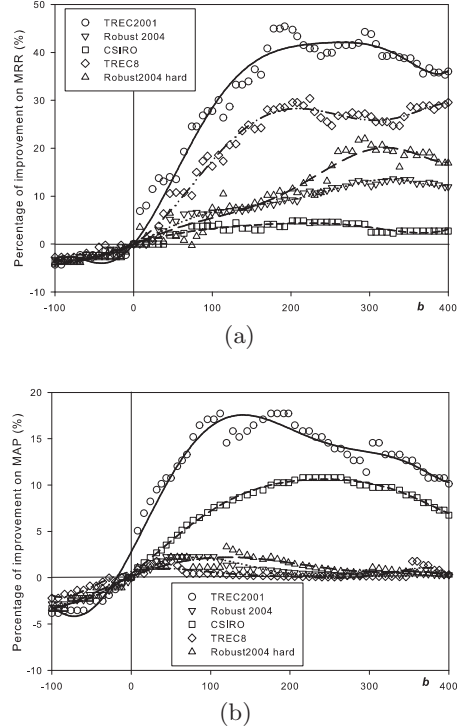 50
40
30
20
10
0
-10
Percentage of improvement on MRR (%)
TREC2001
Robust 2004
CSIRO
TREC8
Robust2004 hard
-100
0
100
200
300
b
400
(a)
20
15
10
5
0
-5
-10
Percentage of improvement on MAP (%)
TREC2001
Robust 2004
CSIRO
TREC8
Robust2004 hard
-100
0
100
200
300
b
400
(b)